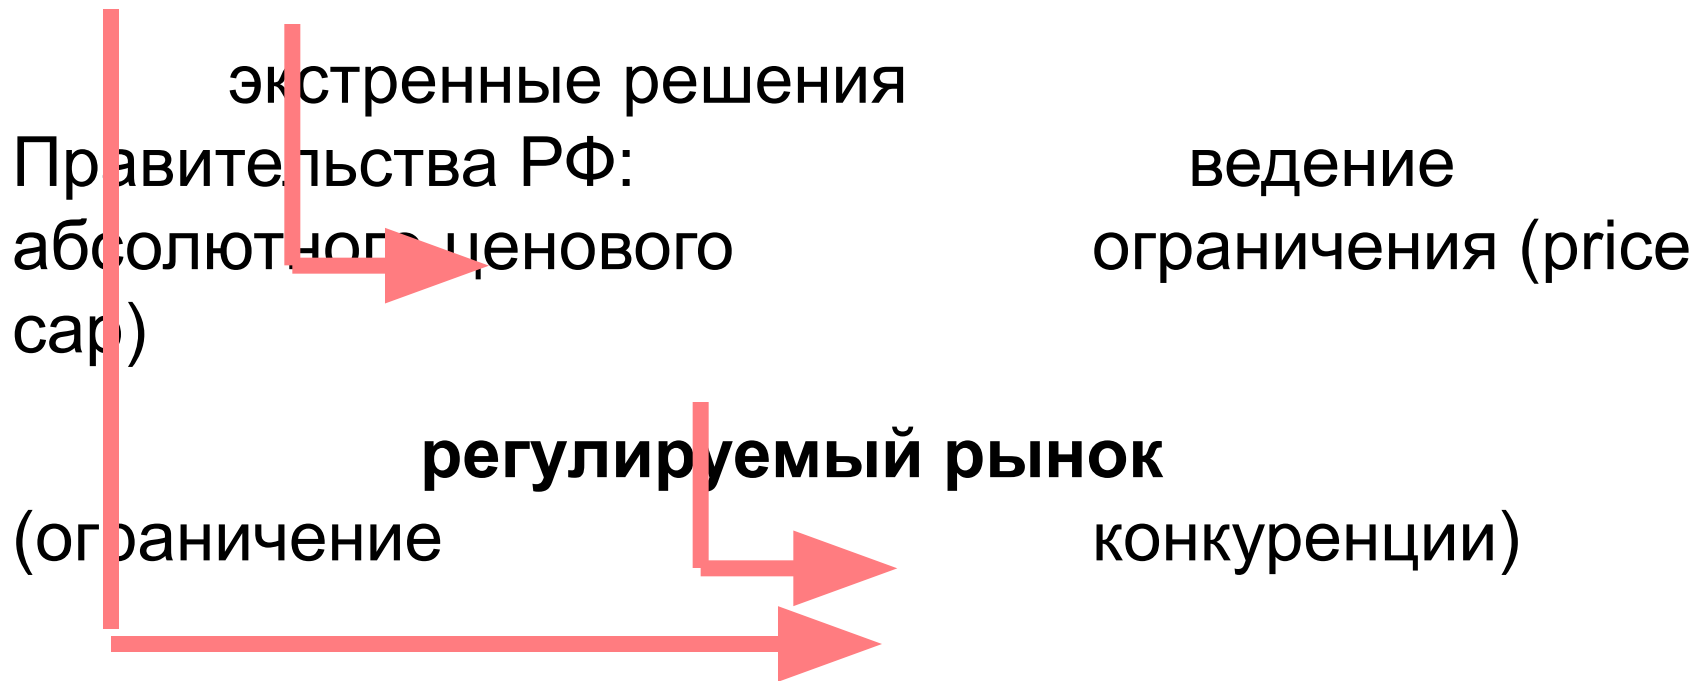 экстренные решения
Правительства РФ: ведение
абсолютного ценового ограничения (price
cap)
регулируемый рынок
(ограничение конкуренции)